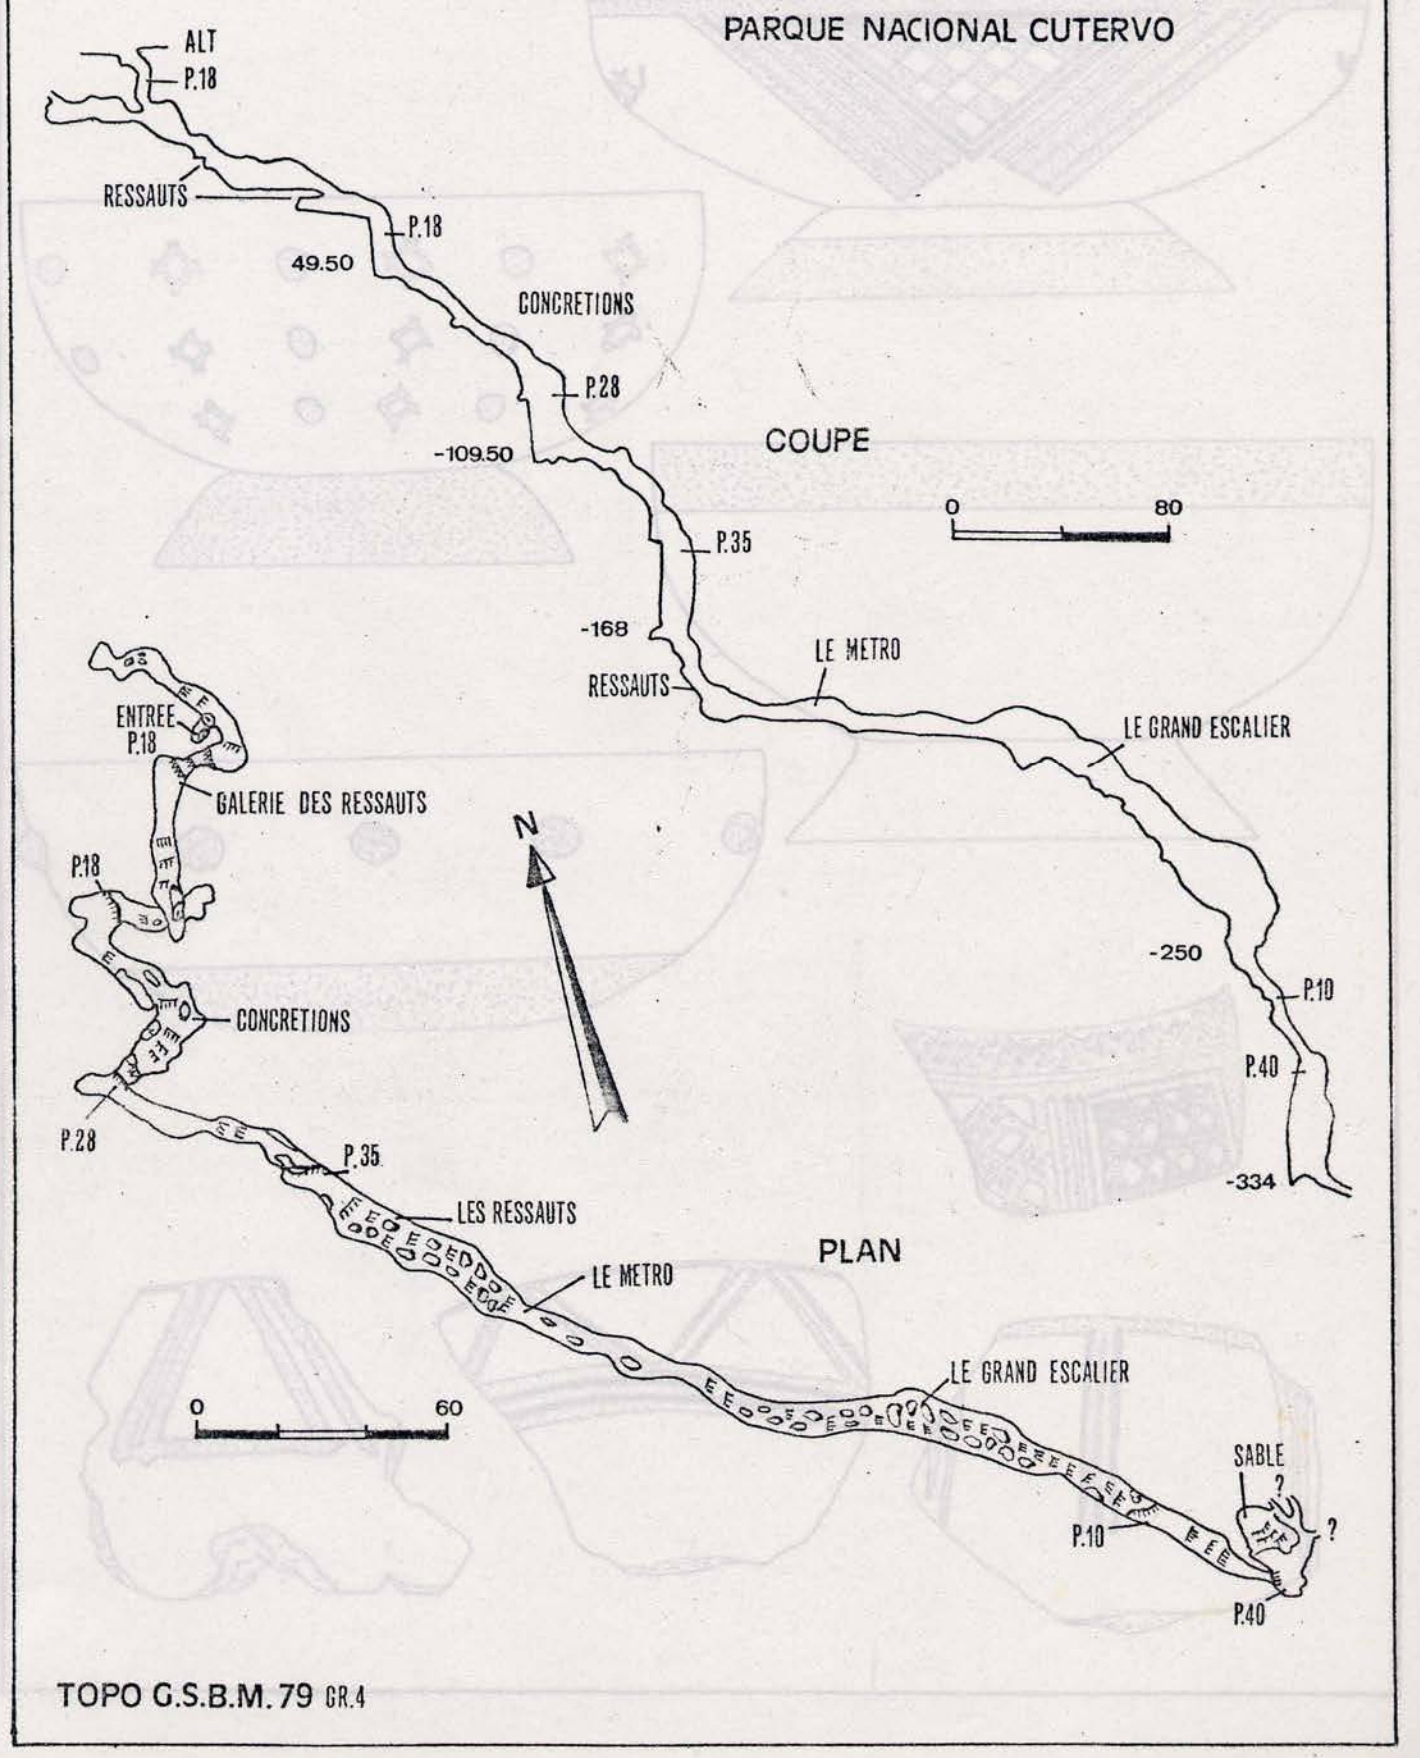 PARQUE NACIONAL CUTERVO
ALT
P.18
RESSAUTS
P.18
49.50
CONCRETIONS
P.28
-109.50
COUPE
0 80
P.35
-168
RESSAUTS
LE METRO
LE GRAND ESCALIER
-250
P.10
P.40
-334
ENTREE
P.18
GALERIE DES RESSAUTS
N
P.18
CONCRETIONS
P.28
P.35
LES RESSAUTS
PLAN
LE METRO
LE GRAND ESCALIER
0 60
SABLE
?
?
P.10
P.40
TOPO G.S.B.M. 79 GR.4